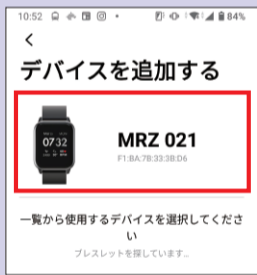 10:52
84%
デバイスを追加する
07 32
MRZ 021
F1:BA:7B:33:3B:D6
一覧から使用するデバイスを選択してくださ
い
ブレスレットを探しています...